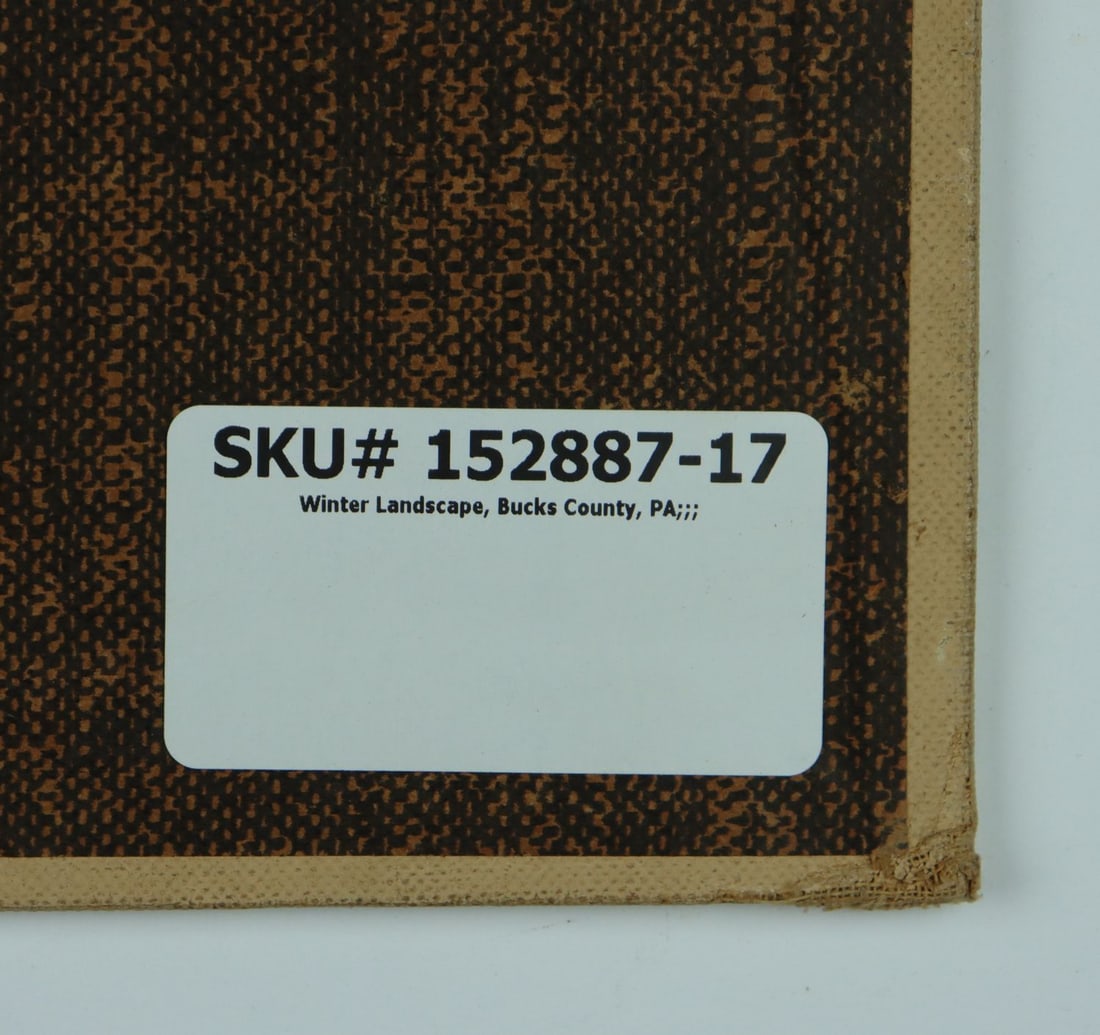 SKU# 152887-17
Winter Landscape, Bucks County, PA;;;